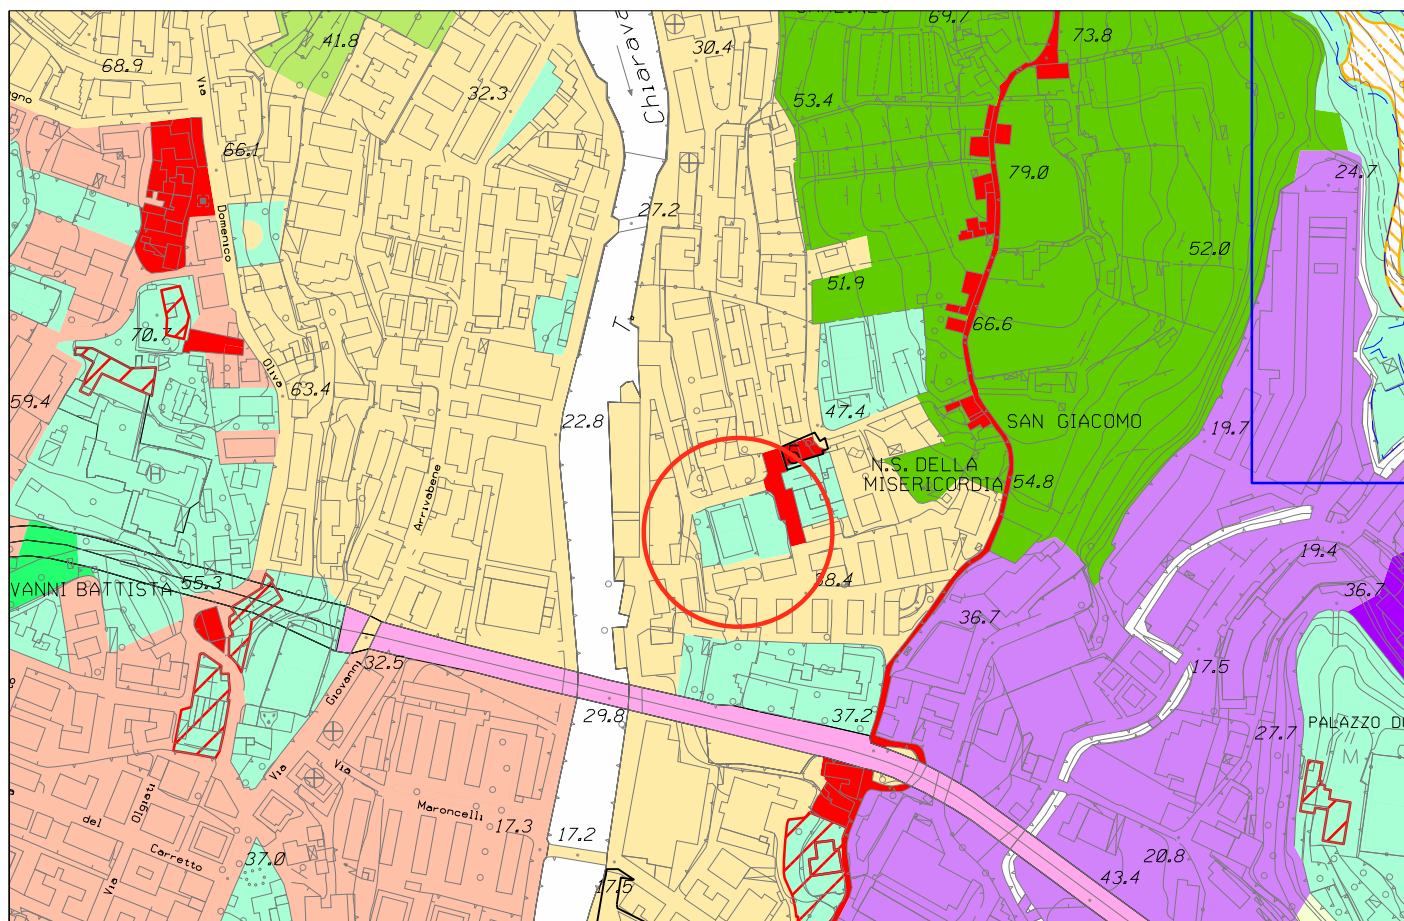 69.7
73.8
41.8
30.4
68.9
Via
32.3
53.4
Chiarava
66.1
79.0
24.7
27.2
Domenico
52.0
51.9
70.7
T.
66.6
Oliva
63.4
59.4
47.4
22.8
SAN GIACOMO
19.7
N.S. DELLA
MISERICORDIA
54.8
Arrivabene
19.4
38.4
36.7
VANNI BATTISTA
55.3
36.7
32.5
17.5
Giovanni
29.8
37.2
27.7
PALAZZO D
M
Via
Via
Olgiati
Maroncelli
17.3
17.2
del
Carretto
37.0
20.8
43.4
Via
17.5